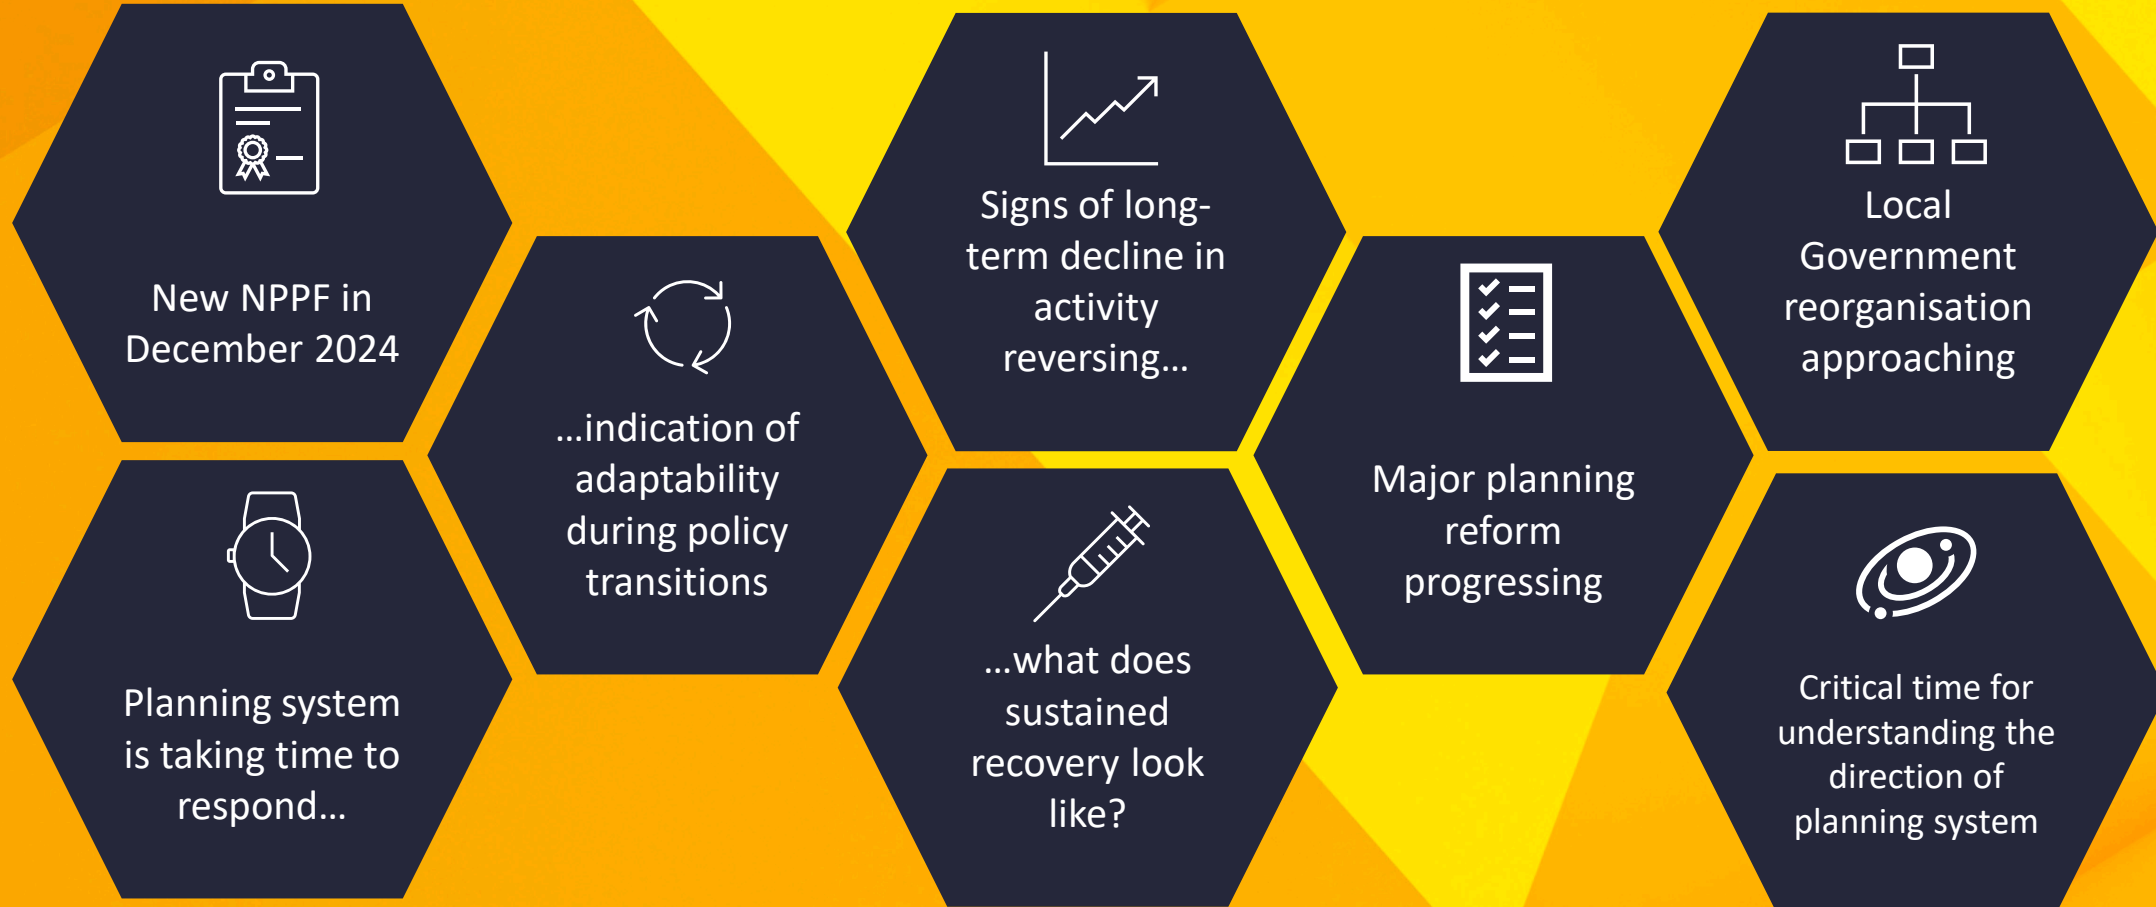 New NPPF in
December 2024
Planning system
is taking time to
respond...
...indication of
adaptability
during policy
transitions
Signs of long-
term decline in
activity
reversing...
...what does
sustained
recovery look
like?
Major planning
reform
progressing
Local
Government
reorganisation
approaching
Critical time for
understanding the
direction of
planning system